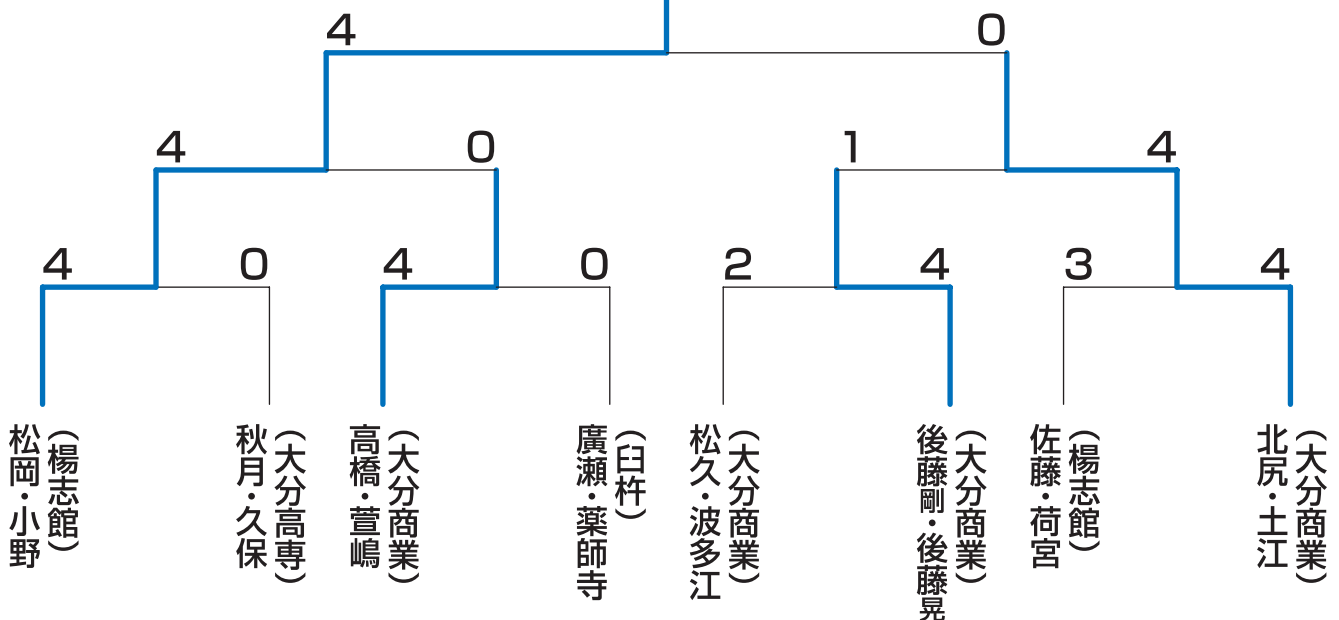 4 0
4 0 1 4
4 0 4 0 2 4 3 4
松岡・小野
(楊志館)
秋月・久保
(大分高専)
高橋・萱嶋
(大分商業)
廣瀬・薬師寺
(臼杵)
松久・波多江
(大分商業)
後藤剛・後藤晃
(大分商業)
佐藤・荷宮
(楊志館)
北尻・土江
(大分商業)